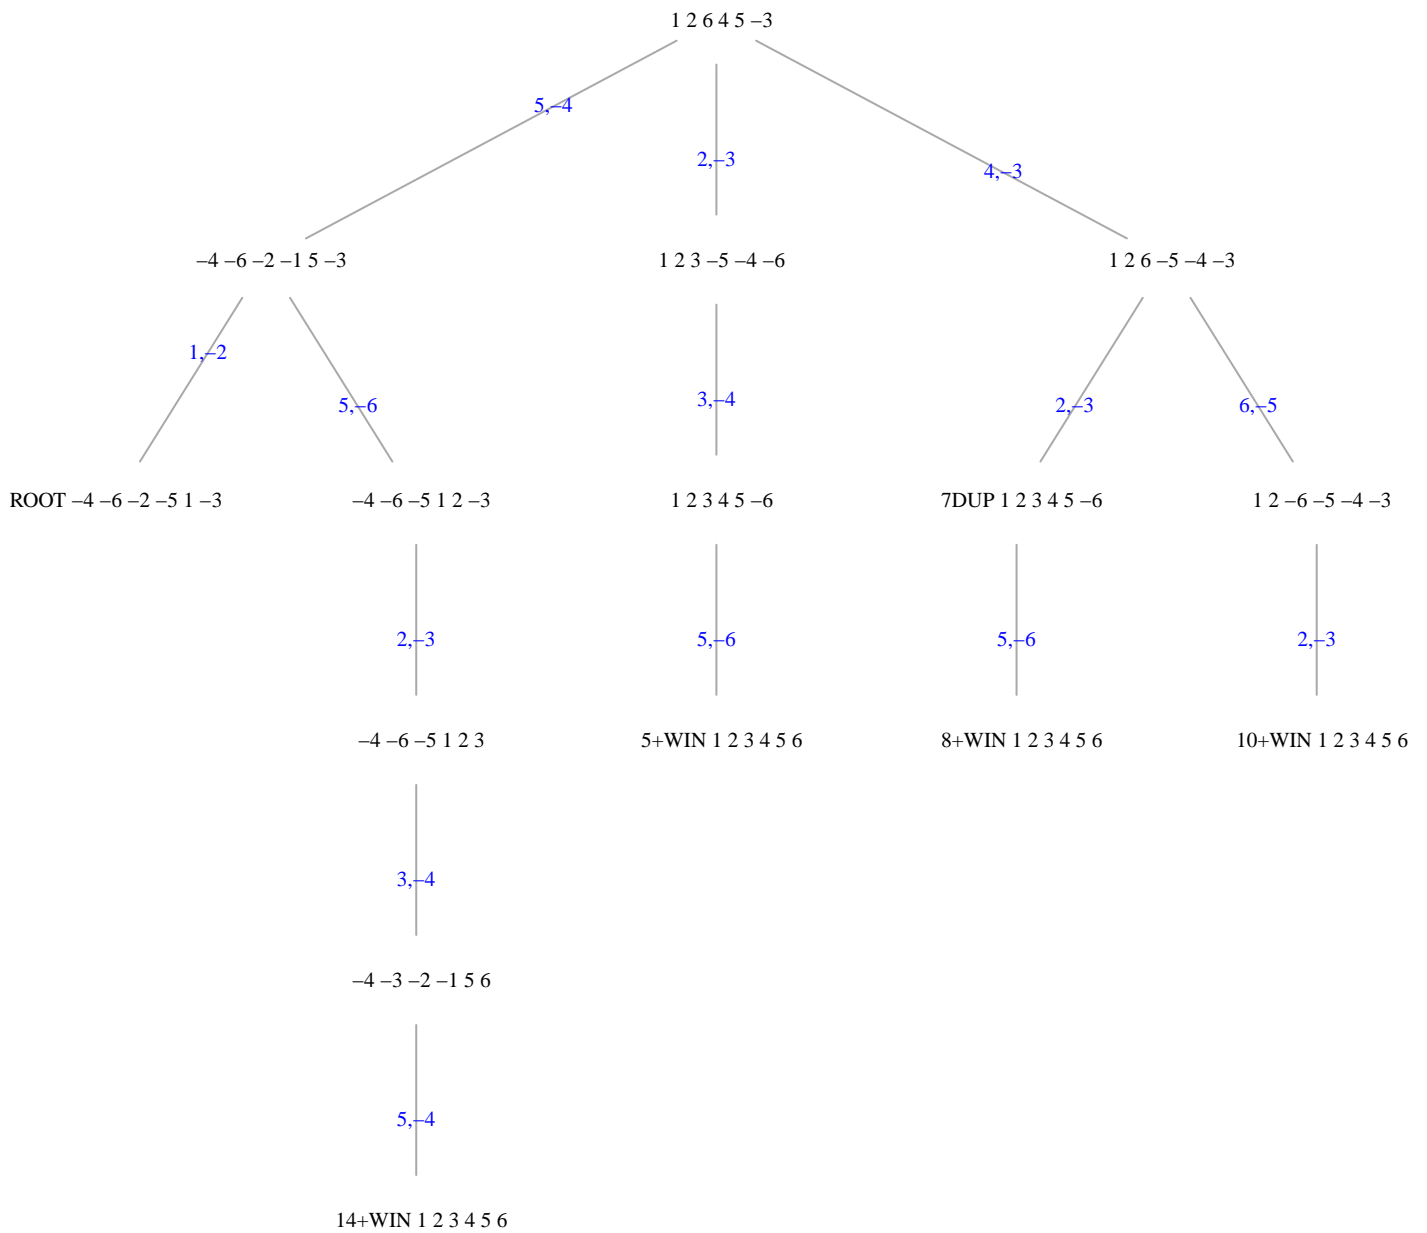 1 2 6 4 5 −3
5,−4
2,−3
4,−3
−4 −6 −2 −1 5 −3
1 2 3 −5 −4 −6
1 2 6 −5 −4 −3
1,−2
5,−6
3,−4
2,−3
6,−5
ROOT −4 −6 −2 −5 1 −3
−4 −6 −5 1 2 −3
1 2 3 4 5 −6
7DUP 1 2 3 4 5 −6
1 2 −6 −5 −4 −3
2,−3
5,−6
5,−6
2,−3
−4 −6 −5 1 2 3
5+WIN 1 2 3 4 5 6
8+WIN 1 2 3 4 5 6
10+WIN 1 2 3 4 5 6
3,−4
−4 −3 −2 −1 5 6
5,−4
14+WIN 1 2 3 4 5 6